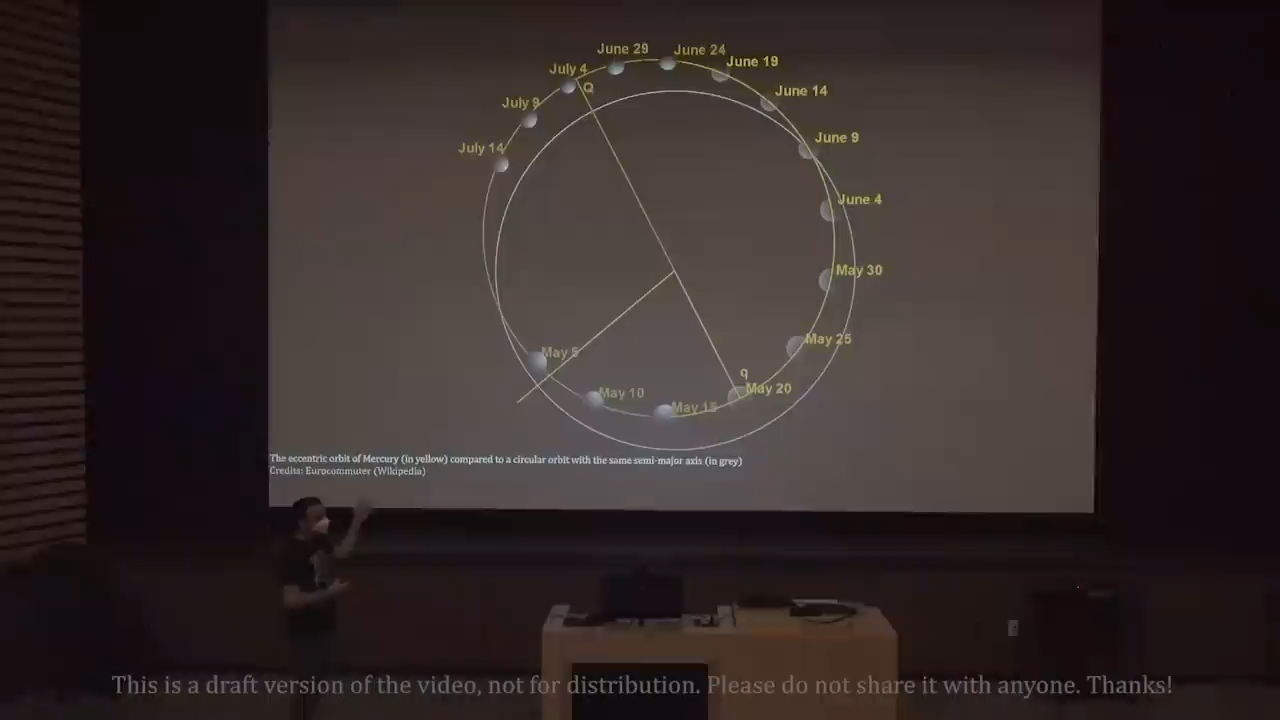 June 29
June 24
July 4
June 19
Q
June 14
July 9
June 9
July 14
June 4
May 30
May 25
May 5
q
May 20
May 10
May 15
The eccentric orbit of Mercury (in yellow) compared to a circular orbit with the same semi-major axis (in grey)
Credits: Eurocommuter (Wikipedia)
This is a draft version of the video, not for distribution. Please do not share it with anyone. Thanks!